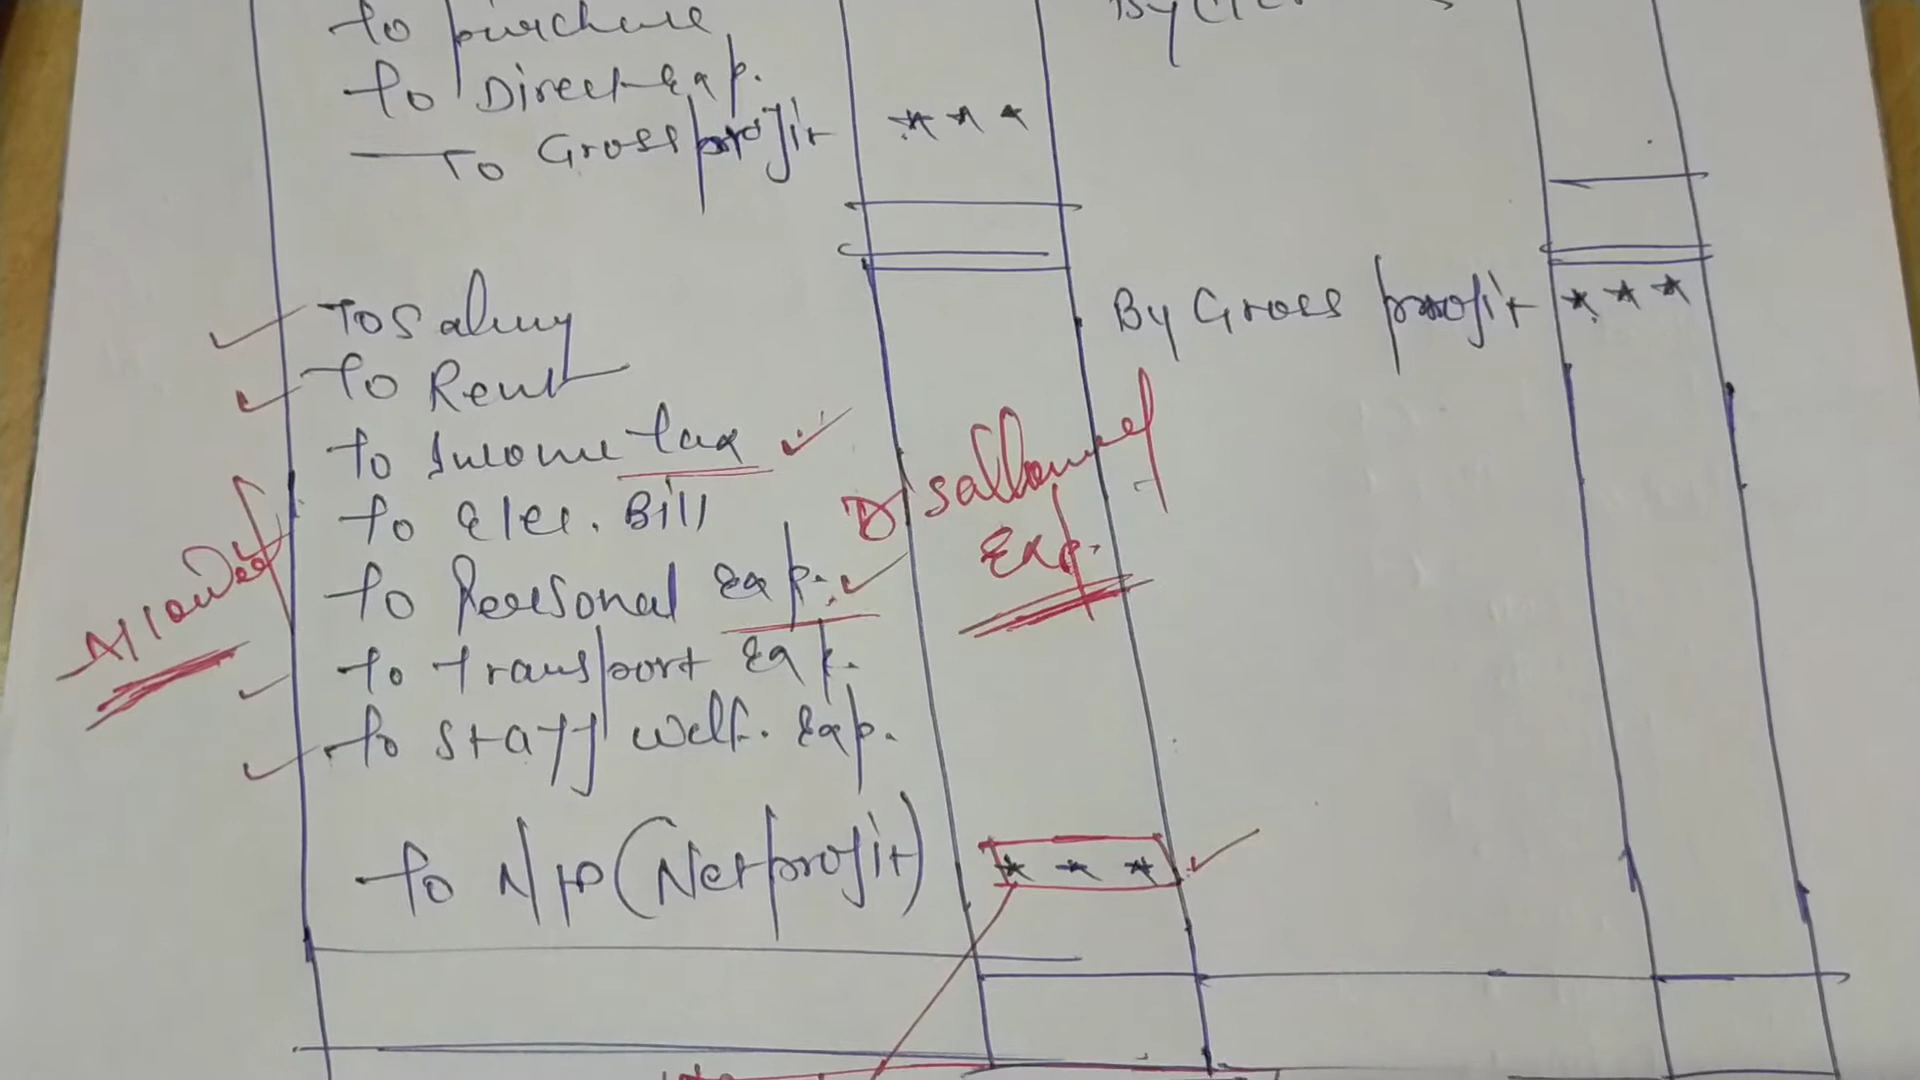 To purchase
To Direct Exp.
To Gross profit * * *
By Gross profit * * *
To Salary
To Rent
To Income tax
To Elec. Bill
To Personal Exp.
To transport Exp.
To staff welf. Exp.
To N/P (Net profit) * * *
Allowed
Disallowed
Exp.